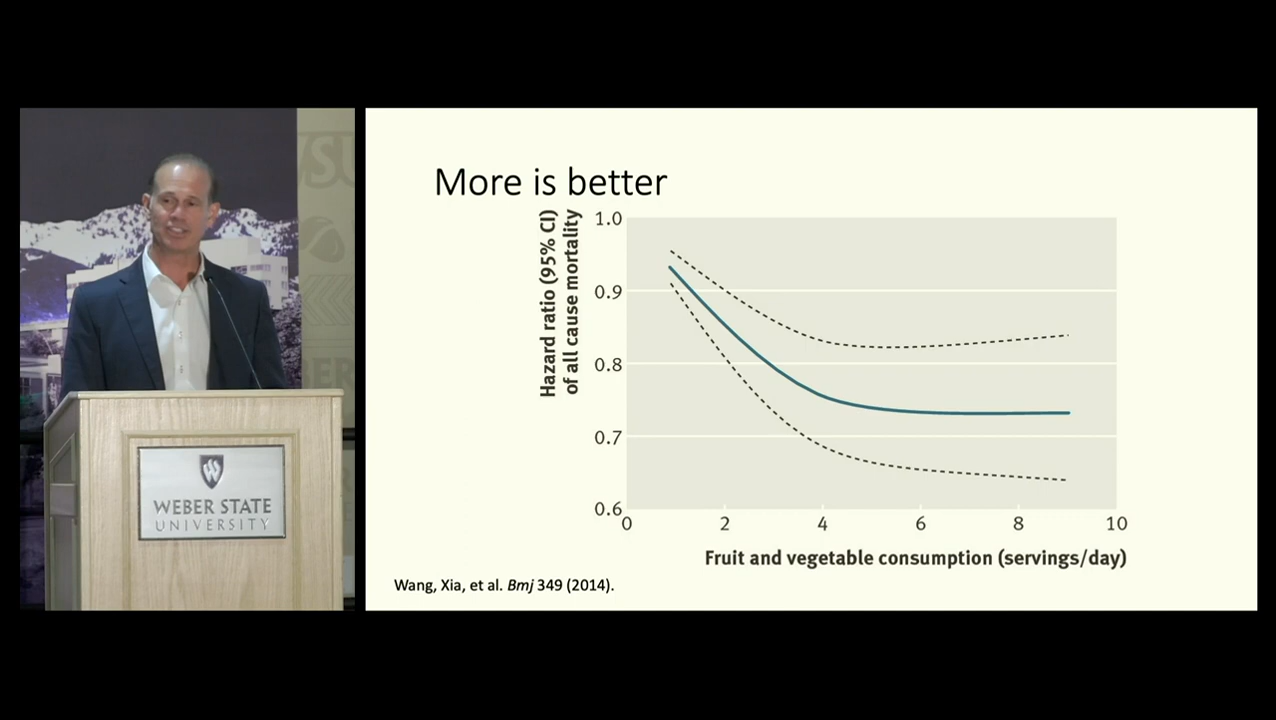 More is better
Hazard ratio (95% CI)
of all cause mortality
1.0
0.9
0.8
0.7
0.6
0
2
4
6
8
10
Fruit and vegetable consumption (servings/day)
Wang, Xia, et al. Bmj 349 (2014).
WSU
W
WEBER STATE
UNIVERSITY